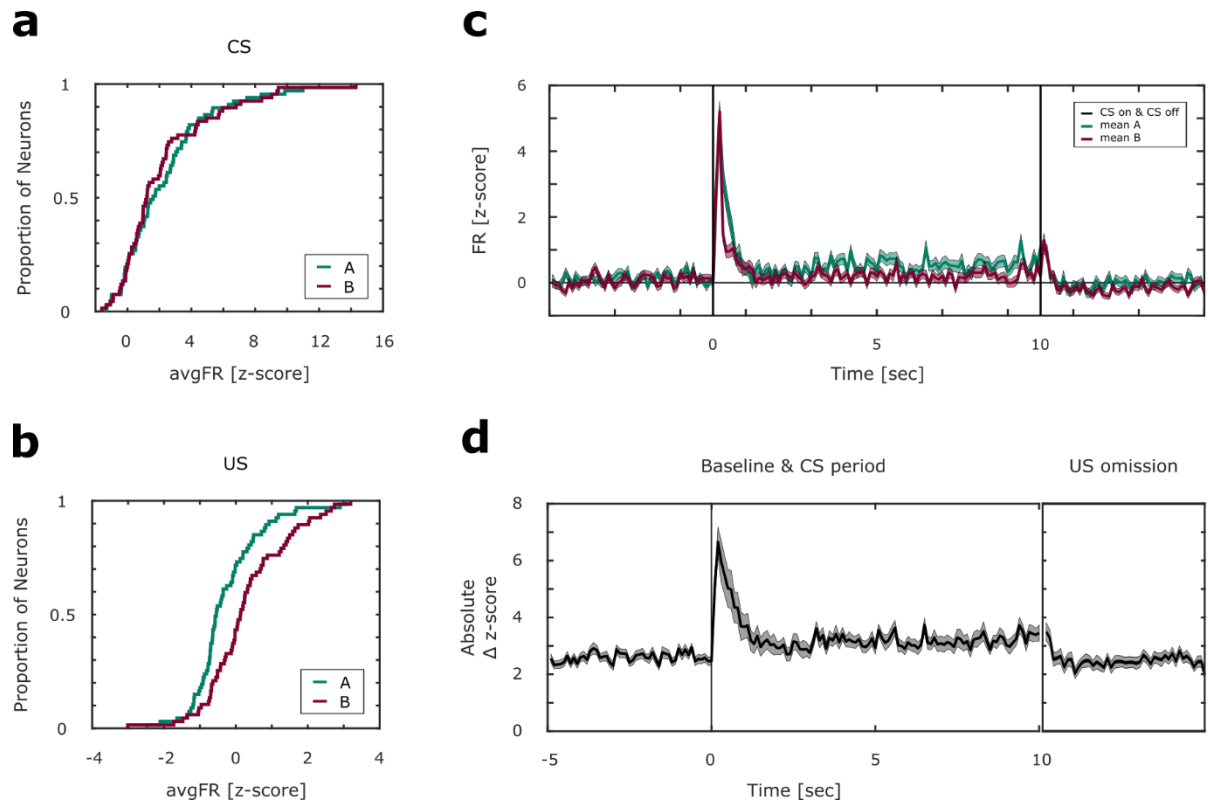 a
CS
Proportion of Neurons
1
0.5
0
A
B
0 4 8 12 16
avgFR [z-score]
b
US
Proportion of Neurons
1
0.5
0
A
B
-4 -2 0 2 4
avgFR [z-score]
c
FR [z-score]
6
4
2
0
CS on & CS off
mean A
mean B
0 5 10
Time [sec]
d
Baseline & CS period
US omission
Absolute
Δ z-score
8
6
4
2
0
-5 0 5 10
Time [sec]